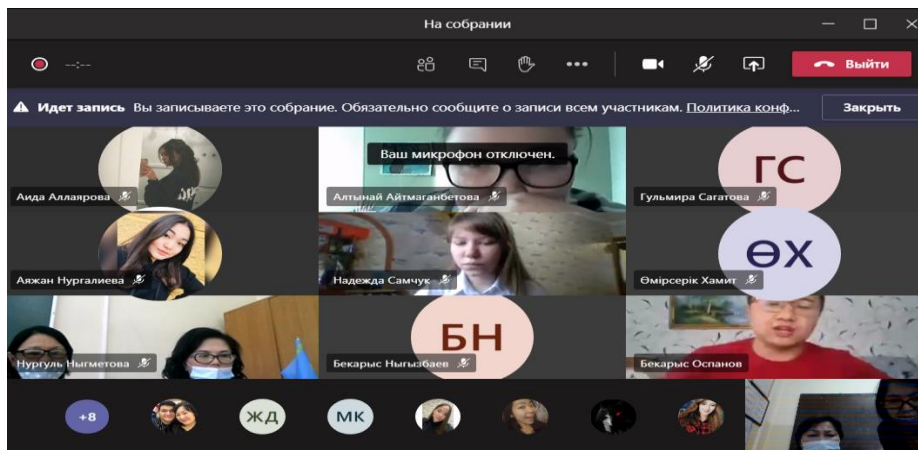 На собрании
--:--
Выйти
Идет запись Вы записываете это собрание. Обязательно сообщите о записи всем участникам. Политика конф...
Закрыть
Ваш микрофон отключен.
ГС
Аида Аллаярова
Алтынай Айтмаганбетова
Гульмира Сагатова
ӨХ
Аяжан Нургалиева
Надежда Самчук
Өмірсерік Хамит
БН
Нургуль Ныгметова
Бекарыс Ныгызбаев
Бекарыс Оспанов
+8
ЖД
МК